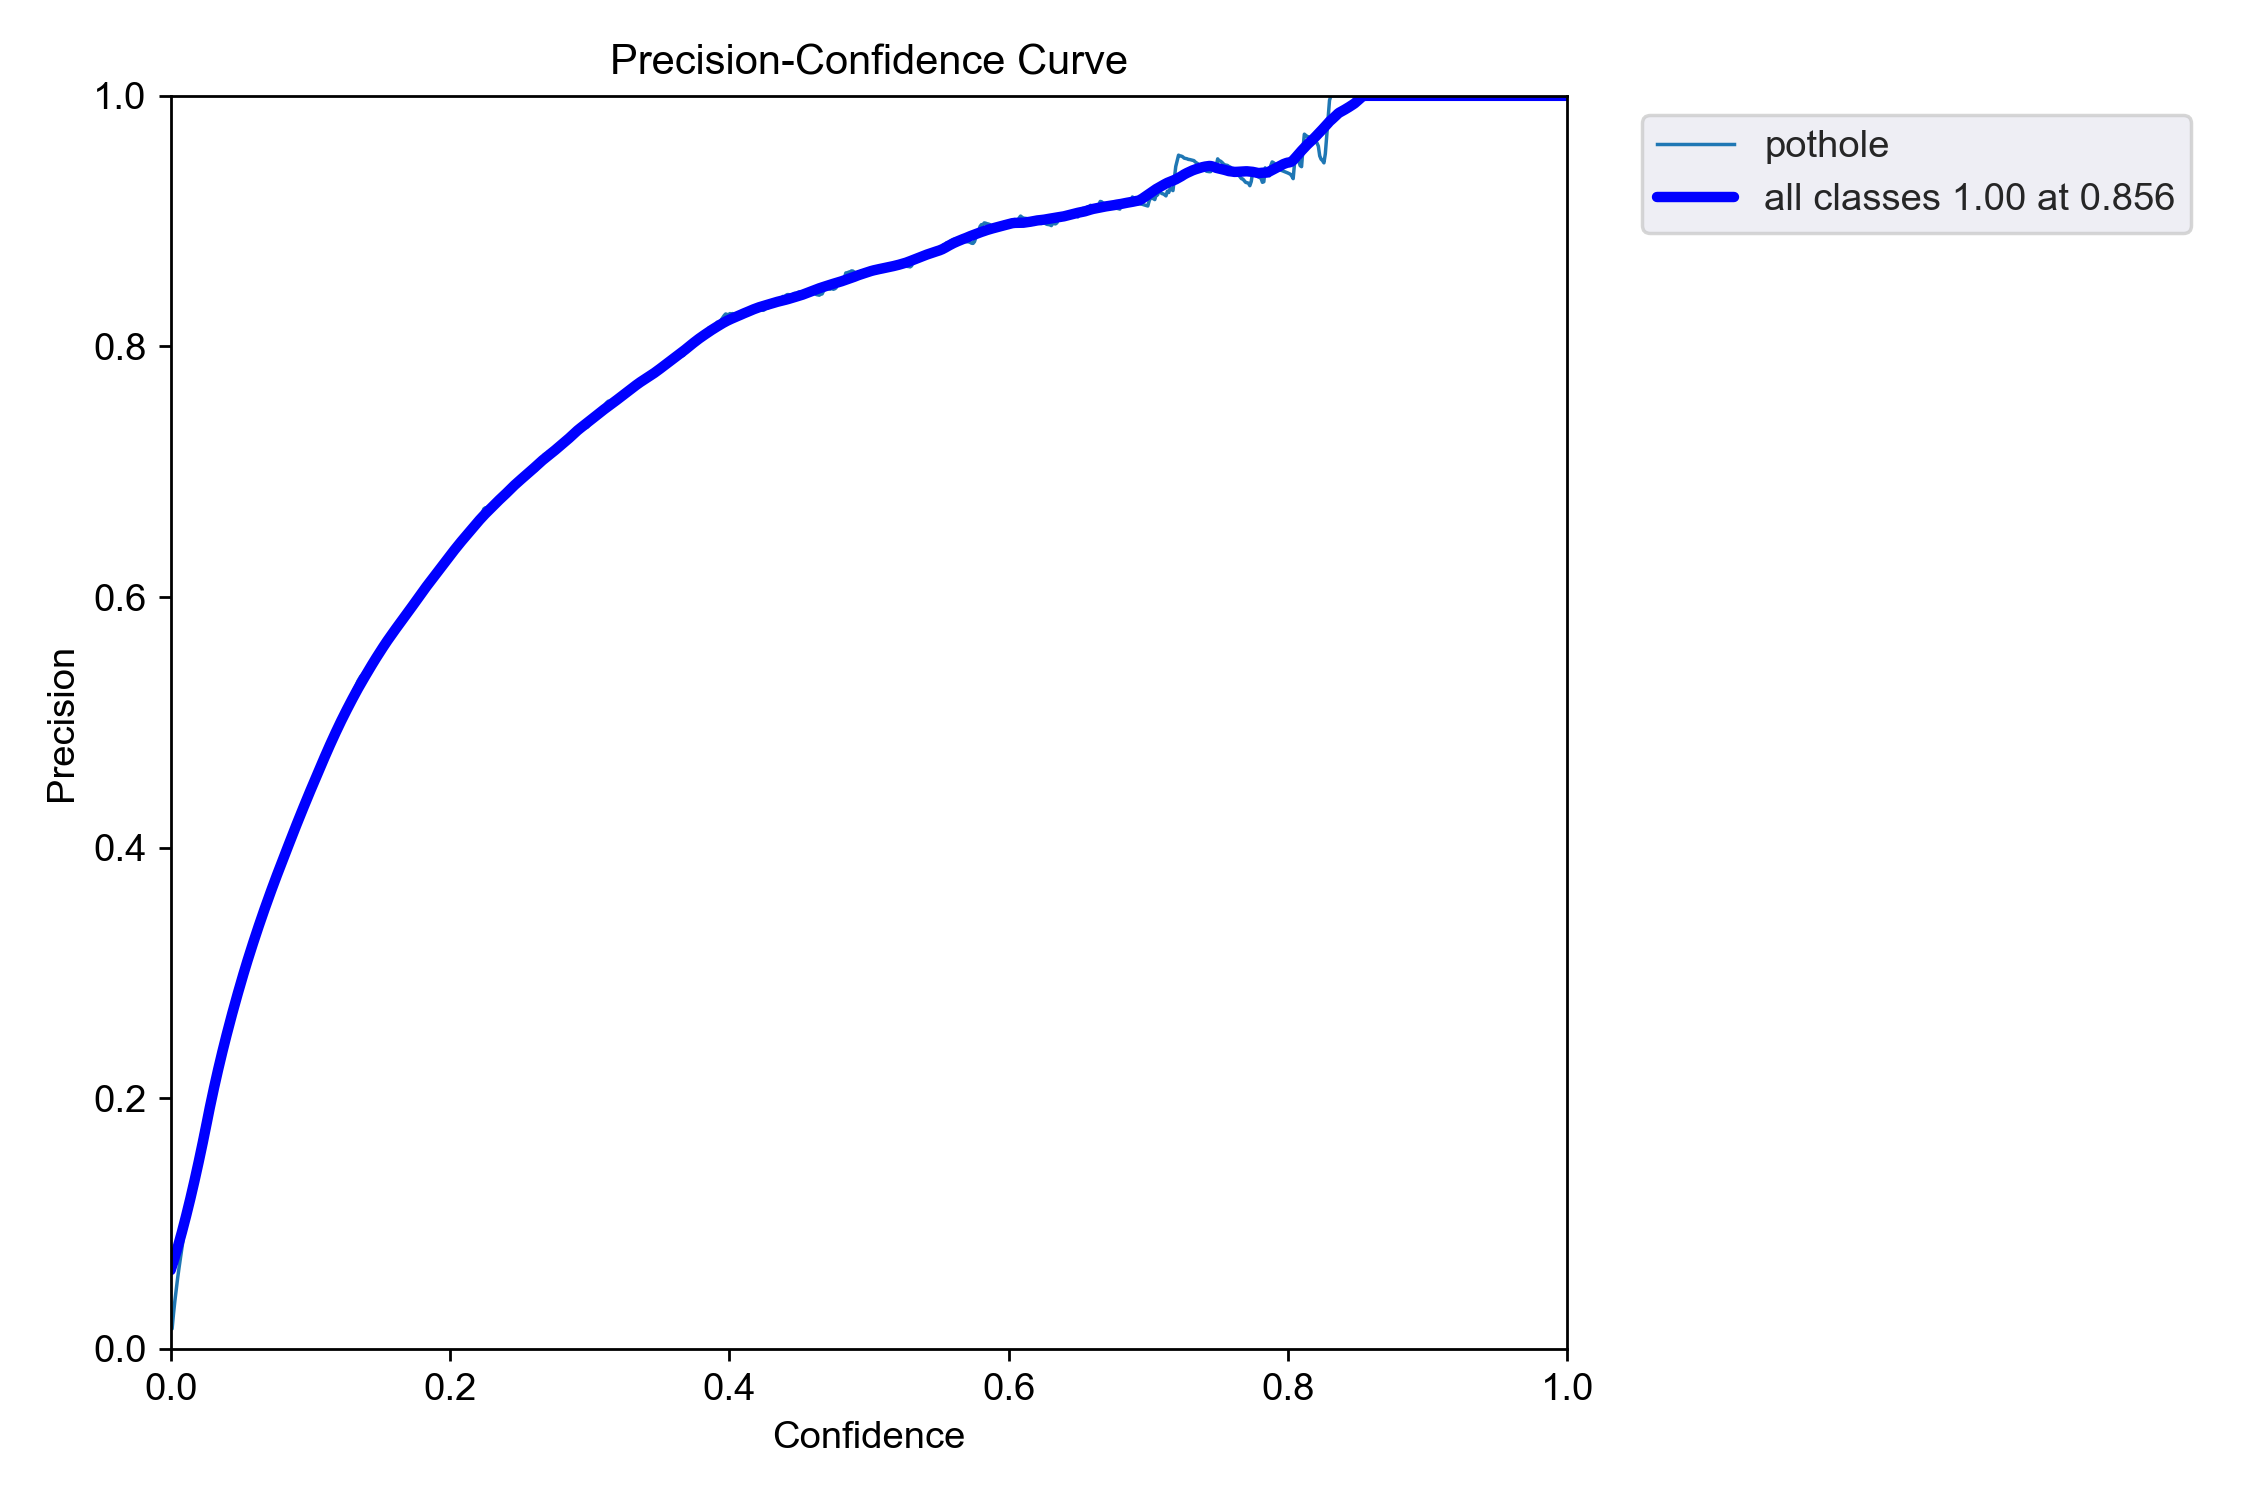 Precision-Confidence Curve
1.0
0.8
0.6
0.4
0.2
0.0
Precision
0.0 0.2 0.4 0.6 0.8 1.0
Confidence
pothole
all classes 1.00 at 0.856